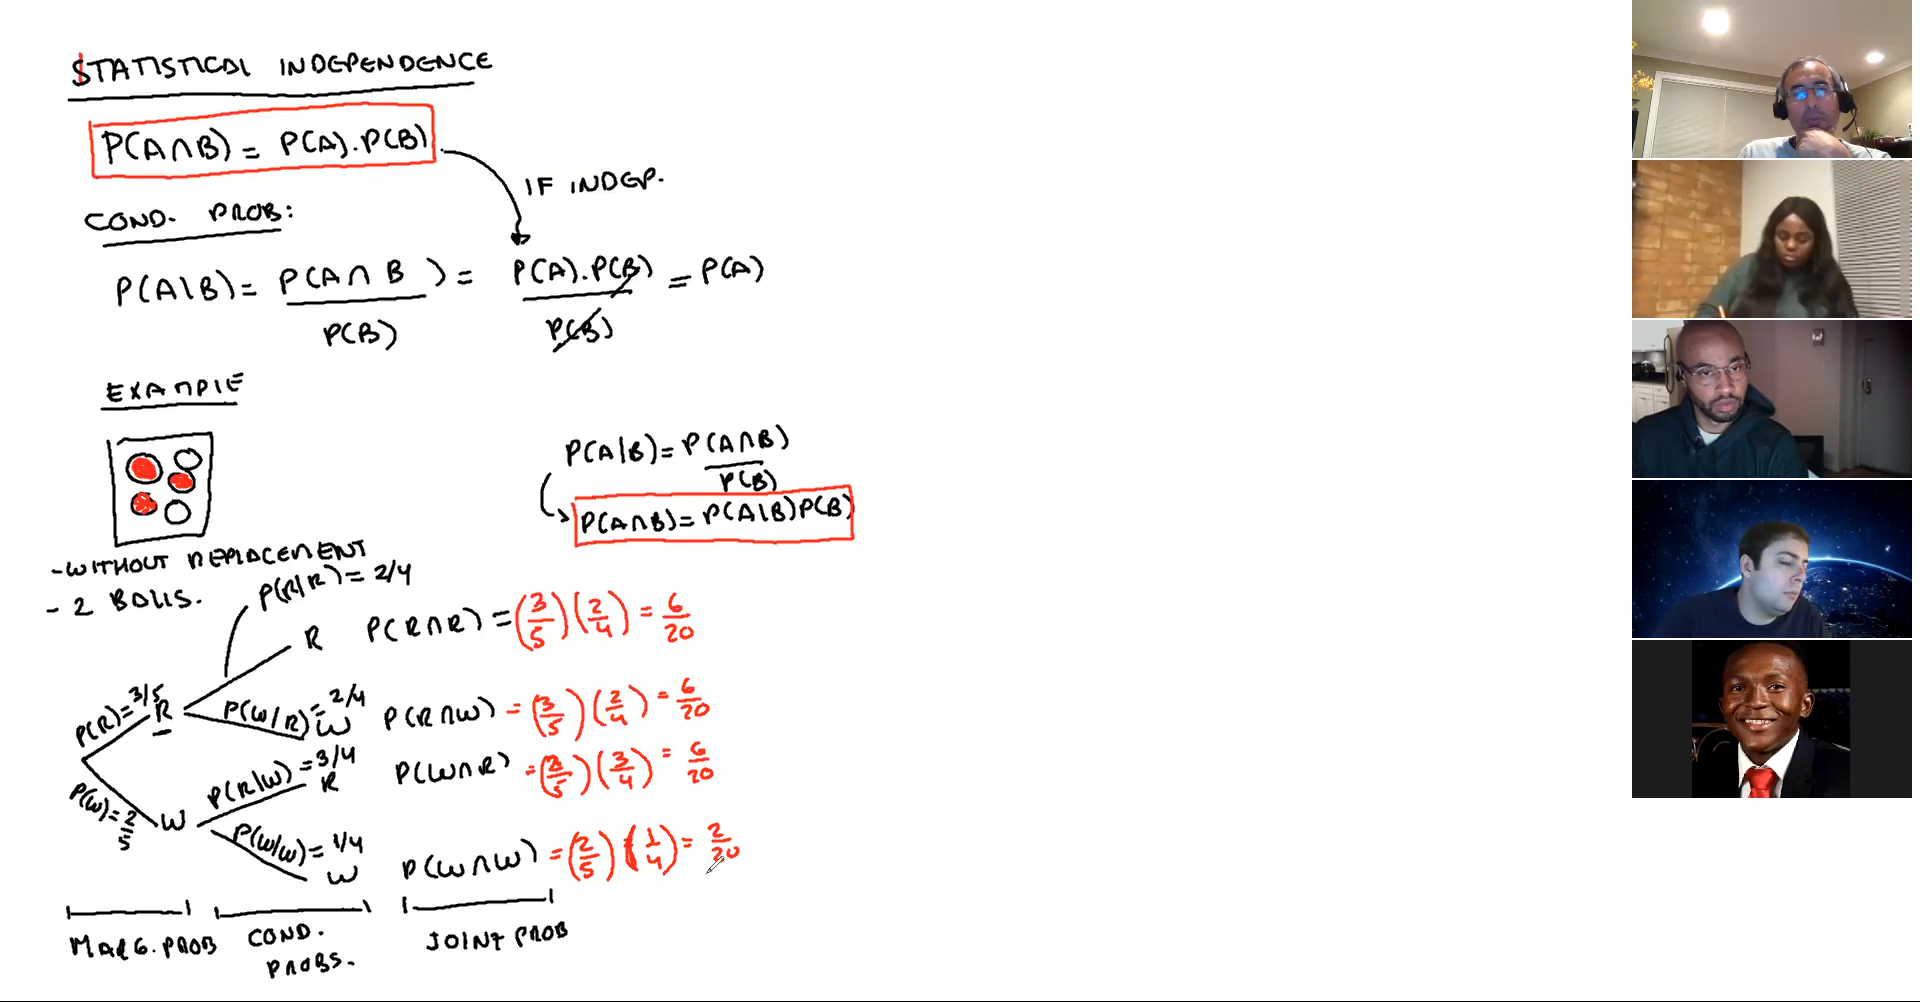 STATISTICAL INDEPENDENCE
P(A∩B) = P(A).P(B)
IF INDEP.
COND. PROB:
P(A\B) = P(A∩B) / P(B) = P(A).P(B) / P(B) = P(A)
EXAMPLE
P(A|B) = P(A∩B) / P(B)
P(A∩B) = P(A|B)P(B)
-WITHOUT REPLACEMENT
- 2 BALLS.
P(R/R) = 2/4
R P(R∩R) = (3/5)(2/4) = 6/20
P(R) = 3/5 R
P(W/R) = 2/4
W P(R∩W) = (3/5)(2/4) = 6/20
P(R/W) = 3/4
R P(W∩R) = (2/5)(3/4) = 6/20
P(W) = 2/5 W
P(W/W) = 1/4
W P(W∩W) = (2/5)(1/4) = 2/20
MARG. PROB
COND. PROBS.
JOINT PROB